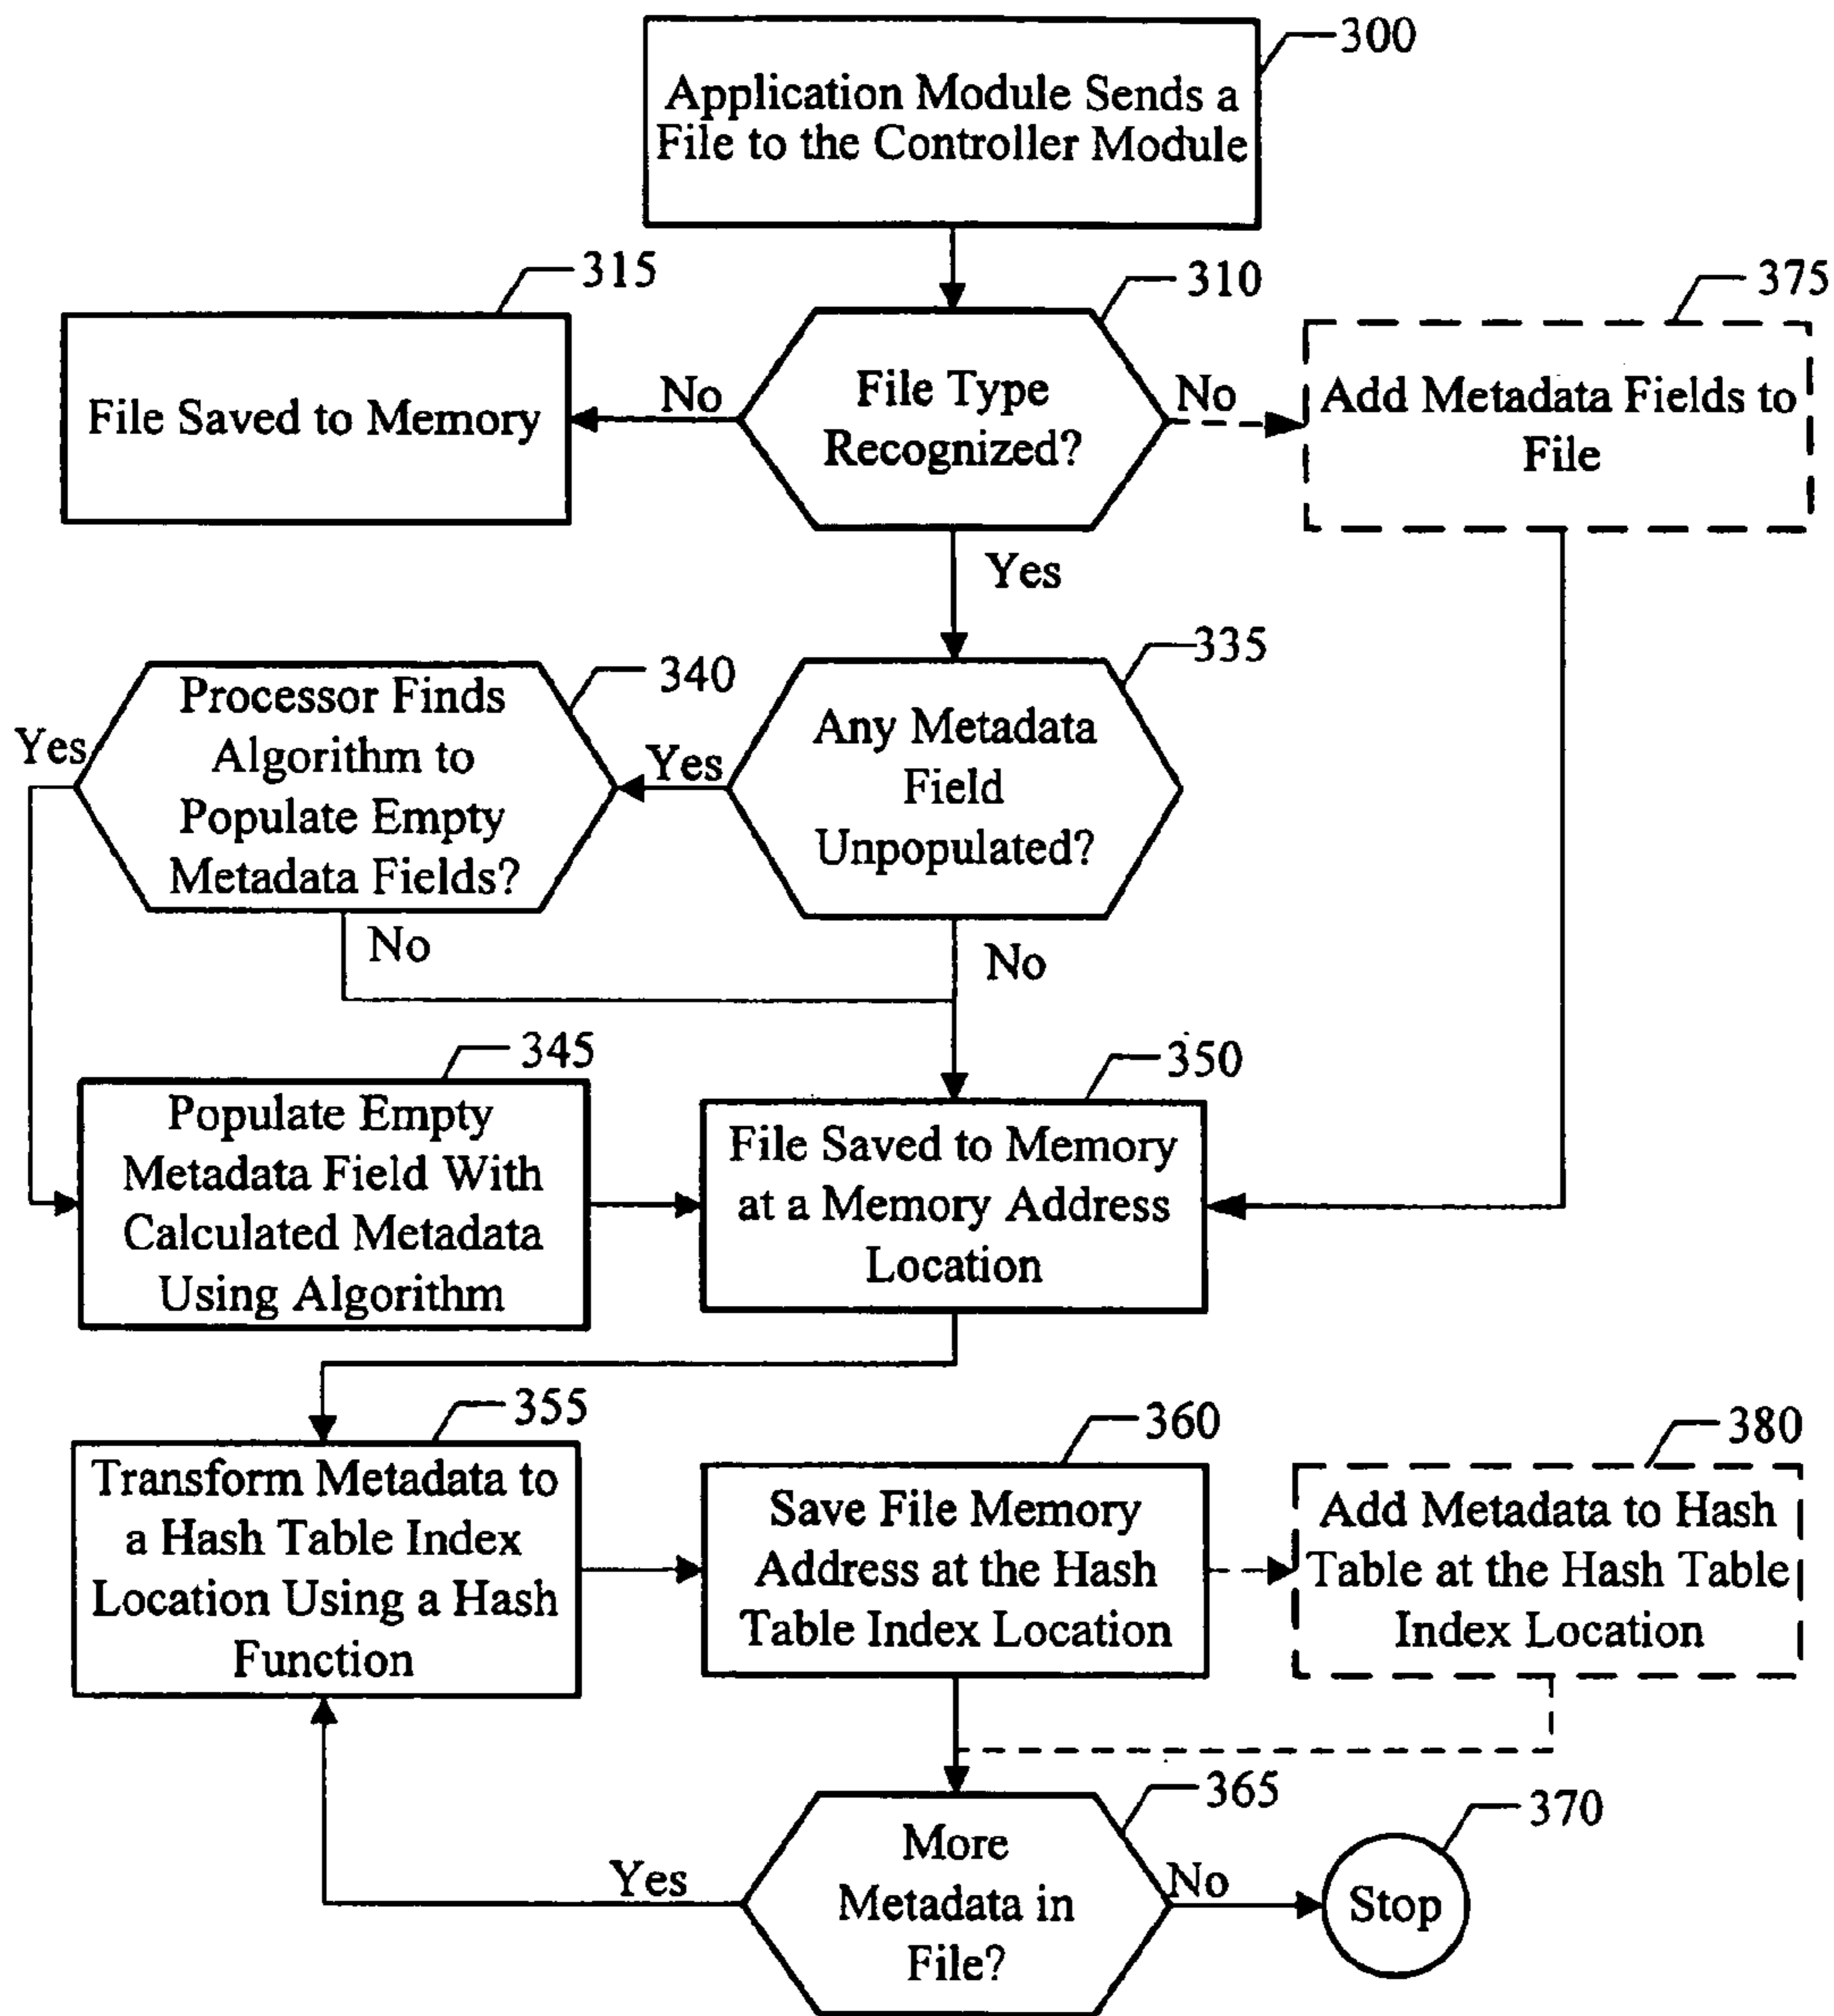 300
Application Module Sends a
File to the Controller Module
315
310
375
File Saved to Memory
No
File Type
Recognized?
No
Add Metadata Fields to
File
Yes
340
335
Yes
Processor Finds
Algorithm to
Populate Empty
Metadata Fields?
Yes
Any Metadata
Field
Unpopulated?
No
No
345
350
Populate Empty
Metadata Field With
Calculated Metadata
Using Algorithm
File Saved to Memory
at a Memory Address
Location
355
360
380
Transform Metadata to
a Hash Table Index
Location Using a Hash
Function
Save File Memory
Address at the Hash
Table Index Location
Add Metadata to Hash
Table at the Hash Table
Index Location
365
370
Yes
More
Metadata in
File?
No
Stop